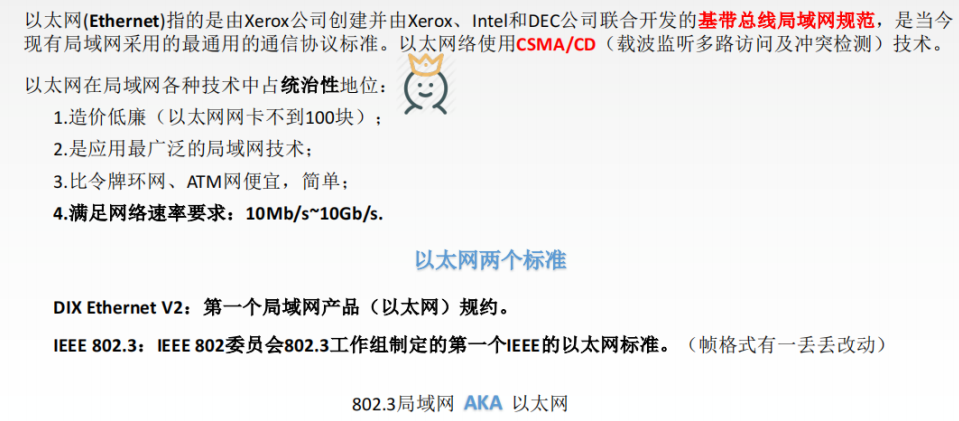 以太网(Ethernet)指的是由Xerox公司创建并由Xerox、Intel和DEC公司联合开发的基带总线局域网规范，是当今
现有局域网采用的最通用的通信协议标准。以太网络使用CSMA/CD（载波监听多路访问及冲突检测）技术。
以太网在局域网各种技术中占统治性地位：
1.造价低廉（以太网网卡不到100块）；
2.是应用最广泛的局域网技术；
3.比令牌环网、ATM网便宜，简单；
4.满足网络速率要求：10Mb/s~10Gb/s.
以太网两个标准
DIX Ethernet V2：第一个局域网产品（以太网）规约。
IEEE 802.3：IEEE 802委员会802.3工作组制定的第一个IEEE的以太网标准。（帧格式有一丢丢改动）
802.3局域网 AKA 以太网